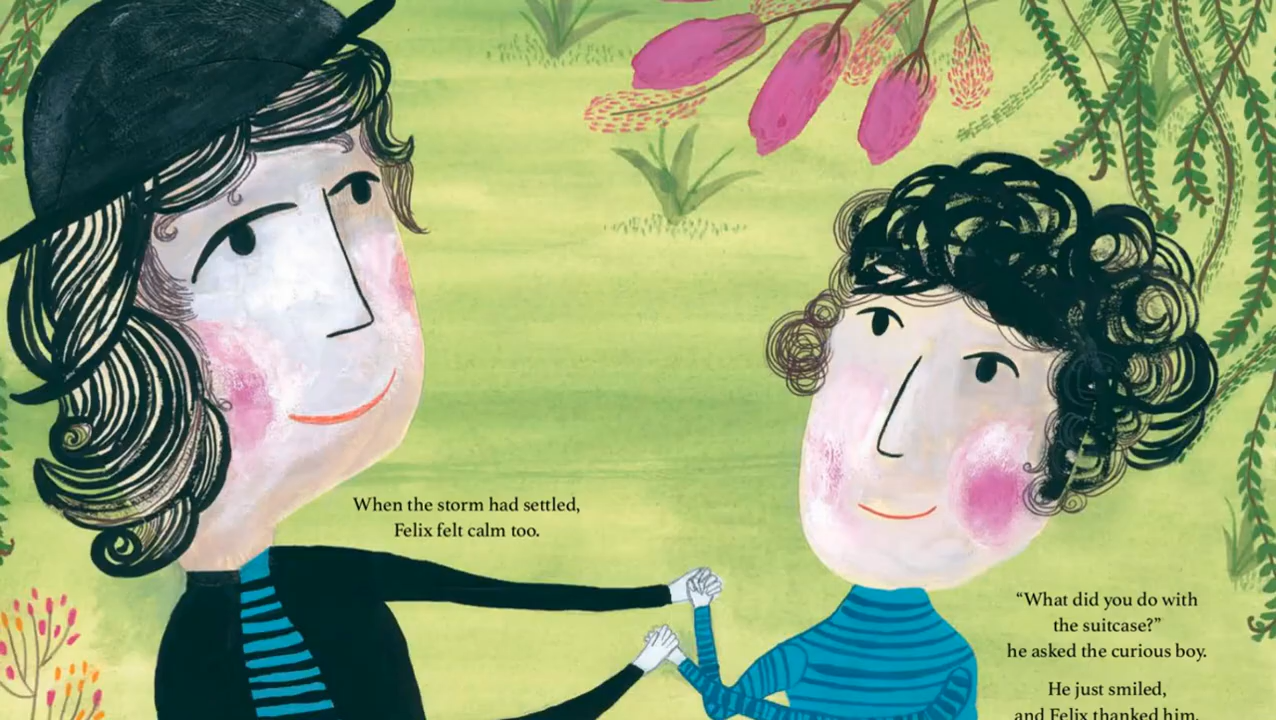 When the storm had settled,
Felix felt calm too.
“What did you do with
the suitcase?”
he asked the curious boy.
He just smiled,
and Felix thanked him.